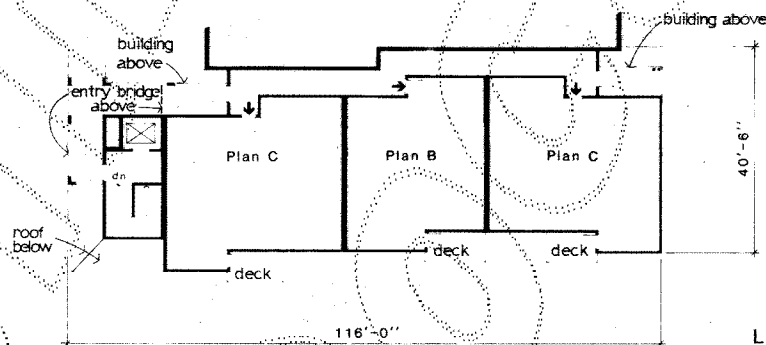 building above
building
above
entry bridge
above
Plan C
Plan B
Plan C
dn
40'-6"
roof
below
deck
deck
deck
116'-0"
L